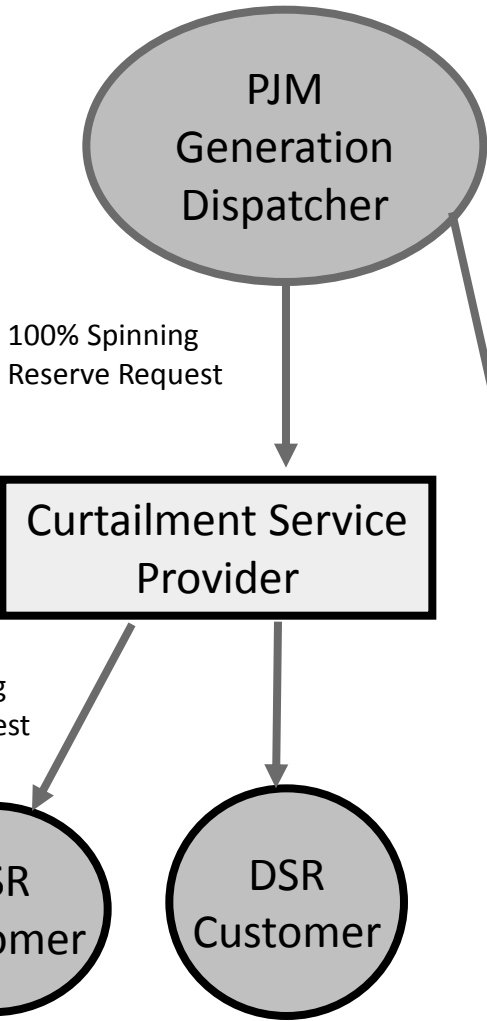 PJM
Generation
Dispatcher
100% Spinning
Reserve Request
Curtailment Service
Provider
DSR
Customer